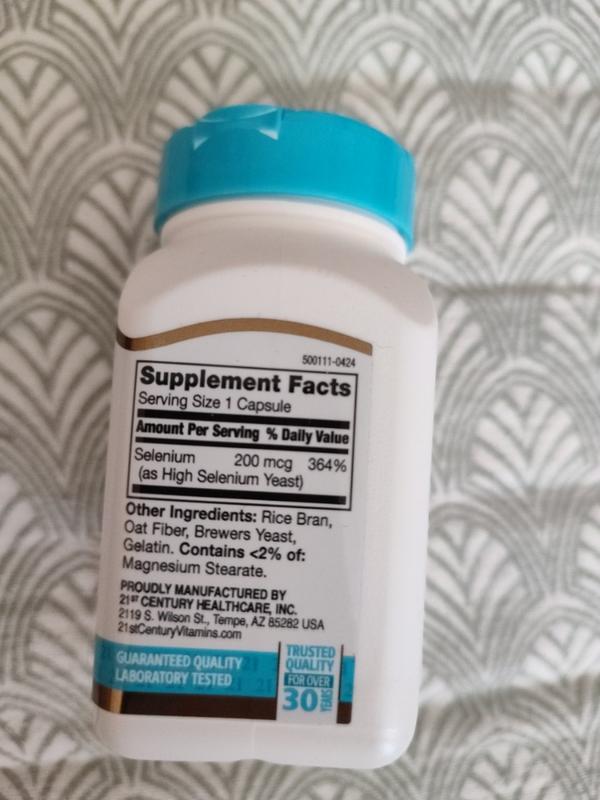 500111-0424
Supplement Facts
Serving Size 1 Capsule
Amount Per Serving % Daily Value
Selenium 200 mcg 364%
(as High Selenium Yeast)
Other Ingredients: Rice Bran,
Oat Fiber, Brewers Yeast,
Gelatin. Contains <2% of:
Magnesium Stearate.
PROUDLY MANUFACTURED BY
21ST CENTURY HEALTHCARE, INC.
2119 S. Wilson St., Tempe, AZ 85282 USA
21stCenturyVitamins.com
GUARANTEED QUALITY
LABORATORY TESTED
TRUSTED
QUALITY
FOR OVER
30 YEARS